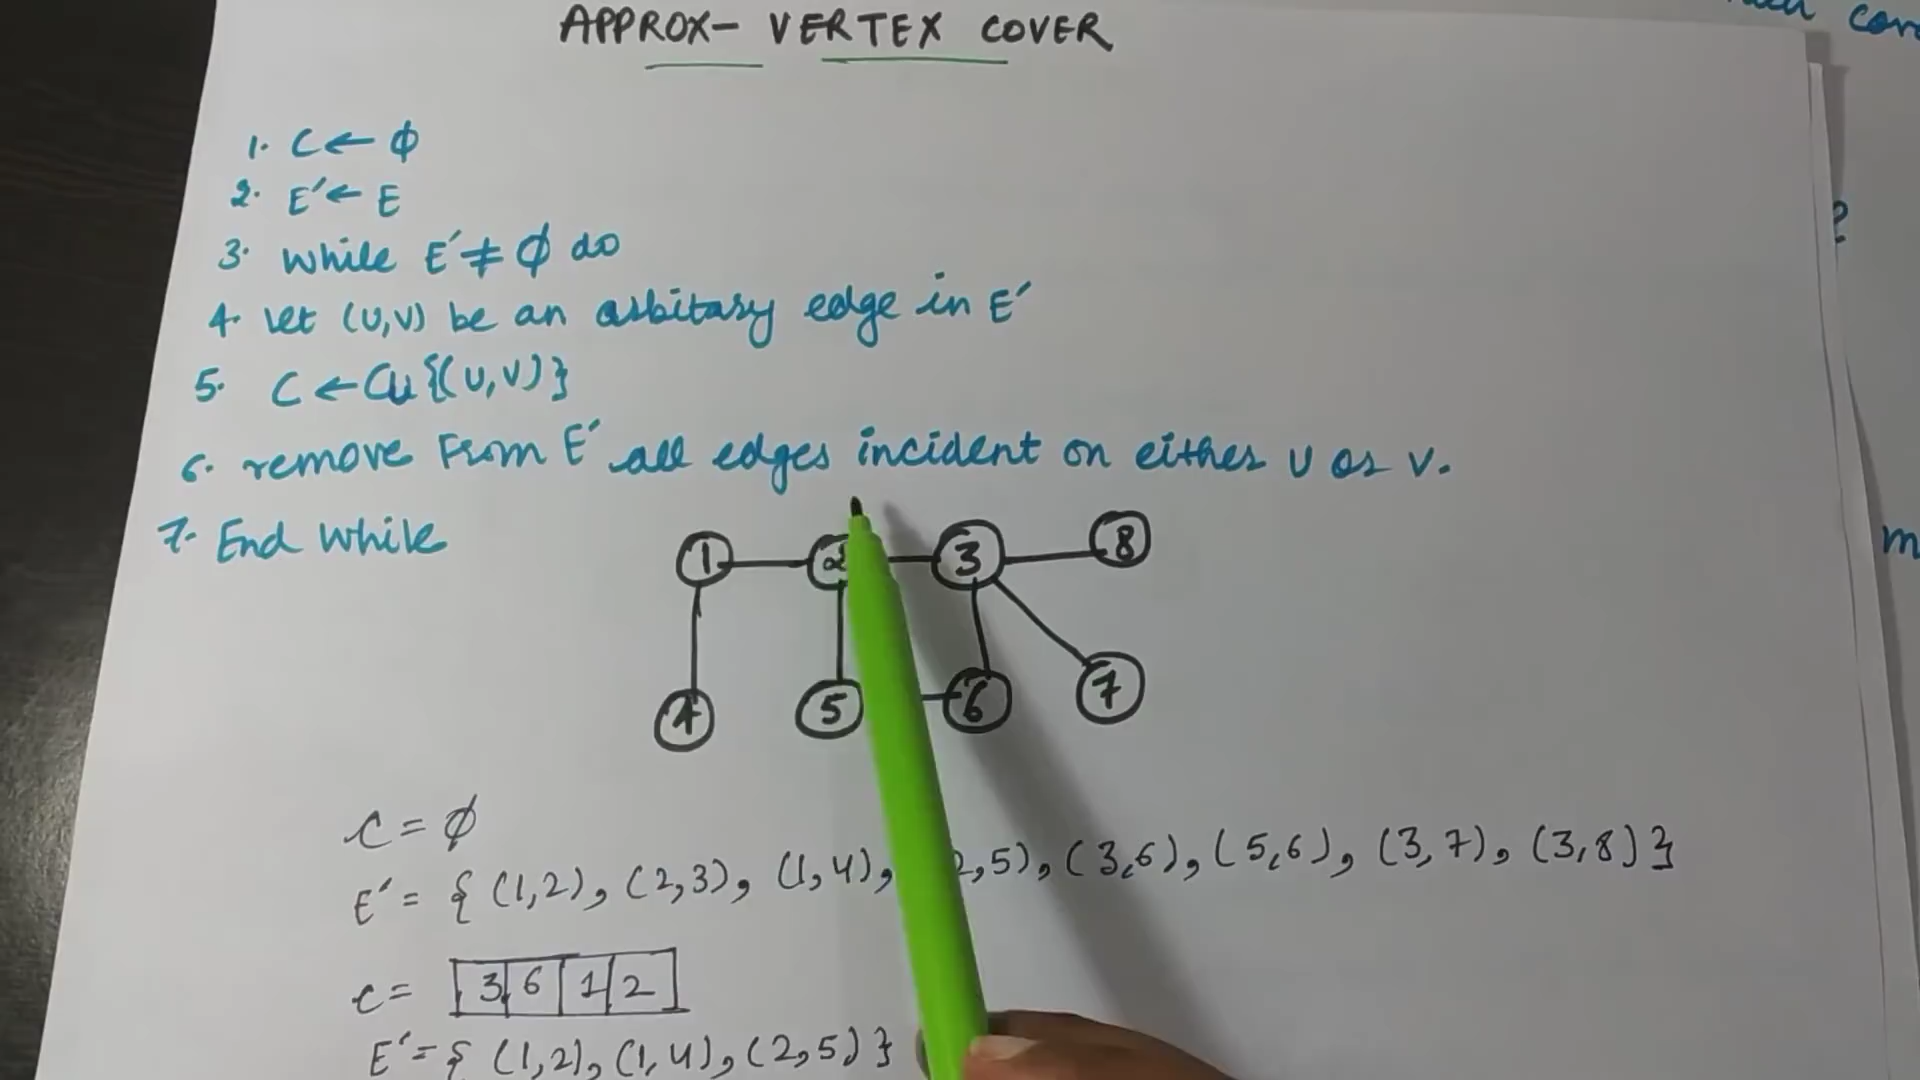 APPROX- VERTEX COVER
1. C ← ϕ
2. E' ← E
3. while E' ≠ ϕ do
4. let (u,v) be an arbitary edge in E'
5. C ← C ∪ {(u,v)}
6. remove From E' all edges incident on either u or v.
7. End while
1 2 3 8
4 5 6 7
C = ϕ
E' = { (1,2), (2,3), (1,4), 2,5), (3,6), (5,6), (3,7), (3,8) }
C = 3 6 1 2
E' = { (1,2), (1,4), (2,5) }